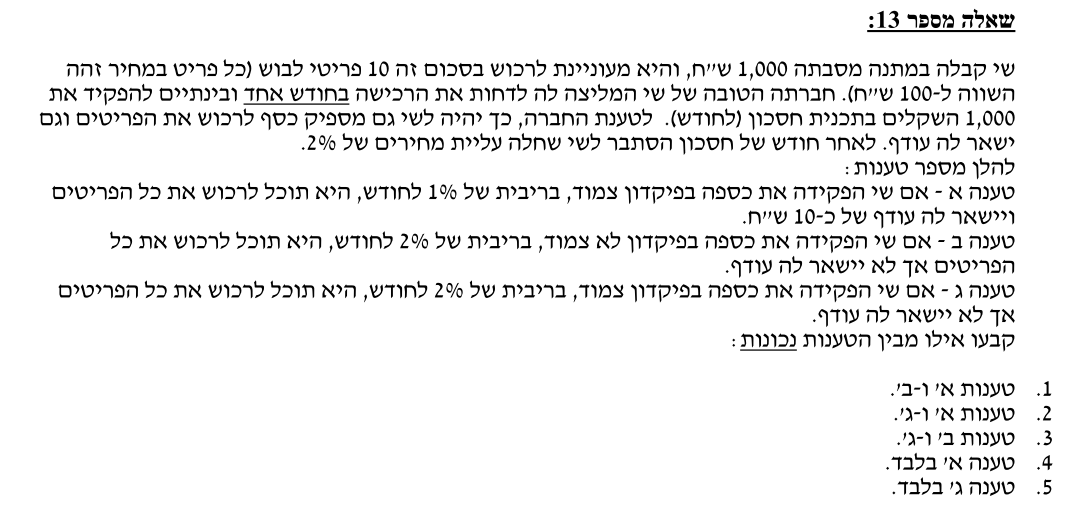 שאלה מספר 13:
שי קבלה במתנה מסבתה 1,000 ש״ח, והיא מעוניינת לרכוש בסכום זה 10 פריטי לבוש (כל פריט במחיר זהה
השווה ל-100 ש״ח). חברתה הטובה של שי המליצה לה לדחות את הרכישה בחודש אחד ובינתיים להפקיד את
1,000 השקלים בתכנית חסכון (לחודש). לטענת החברה, כך יהיה לשי גם מספיק כסף לרכוש את הפריטים וגם
ישאר לה עודף. לאחר חודש של חסכון הסתבר לשי שחלה עליית מחירים של 2%.
להלן מספר טענות:
טענה א - אם שי הפקידה את כספה בפיקדון צמוד, בריבית של 1% לחודש, היא תוכל לרכוש את כל הפריטים
ויישאר לה עודף של כ-10 ש״ח.
טענה ב - אם שי הפקידה את כספה בפיקדון לא צמוד, בריבית של 2% לחודש, היא תוכל לרכוש את כל
הפריטים אך לא יישאר לה עודף.
טענה ג - אם שי הפקידה את כספה בפיקדון צמוד, בריבית של 2% לחודש, היא תוכל לרכוש את כל הפריטים
אך לא יישאר לה עודף.
קבעו אילו מבין הטענות נכונות:
1. טענות א׳ ו-ב׳.
2. טענות א׳ ו-ג׳.
3. טענות ב׳ ו-ג׳.
4. טענה א׳ בלבד.
5. טענה ג׳ בלבד.